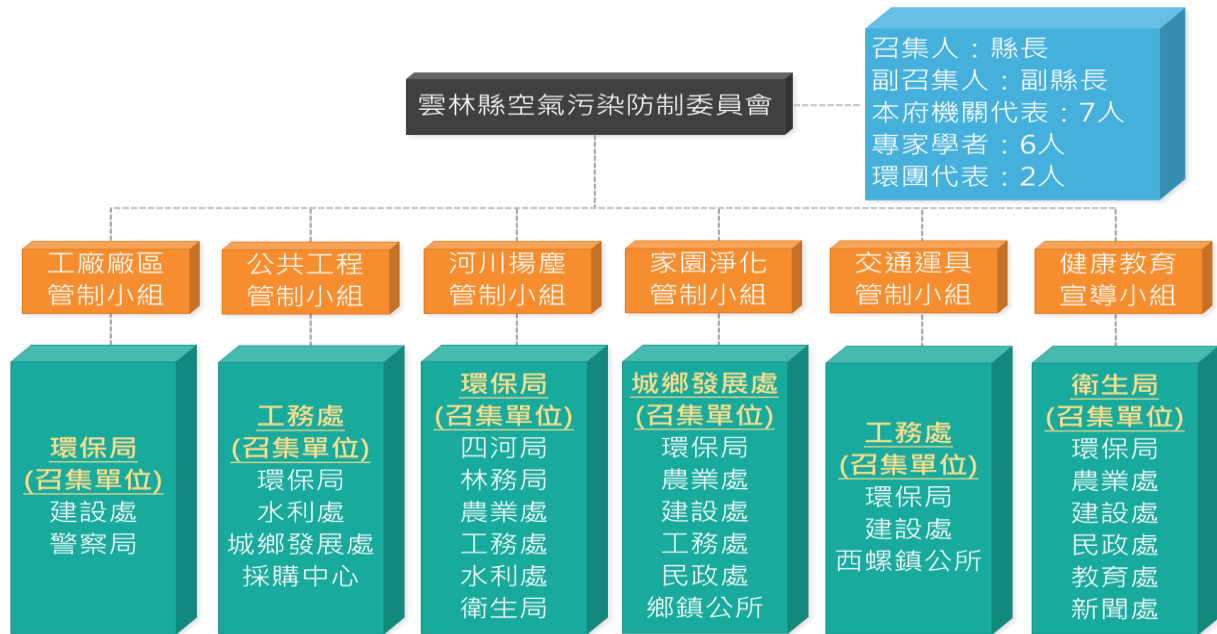 雲林縣空氣污染防制委員會
召集人：縣長
副召集人：副縣長
本府機關代表：7人
專家學者：6人
環團代表：2人
工廠廠區
管制小組
環保局
(召集單位)
建設處
警察局
公共工程
管制小組
工務處
(召集單位)
環保局
水利處
城鄉發展處
採購中心
河川揚塵
管制小組
環保局
(召集單位)
四河局
林務局
農業處
工務處
水利處
衛生局
家園淨化
管制小組
城鄉發展處
(召集單位)
環保局
農業處
建設處
工務處
民政處
鄉鎮公所
交通運具
管制小組
工務處
(召集單位)
環保局
建設處
西螺鎮公所
健康教育
宣導小組
衛生局
(召集單位)
環保局
農業處
建設處
民政處
教育處
新聞處